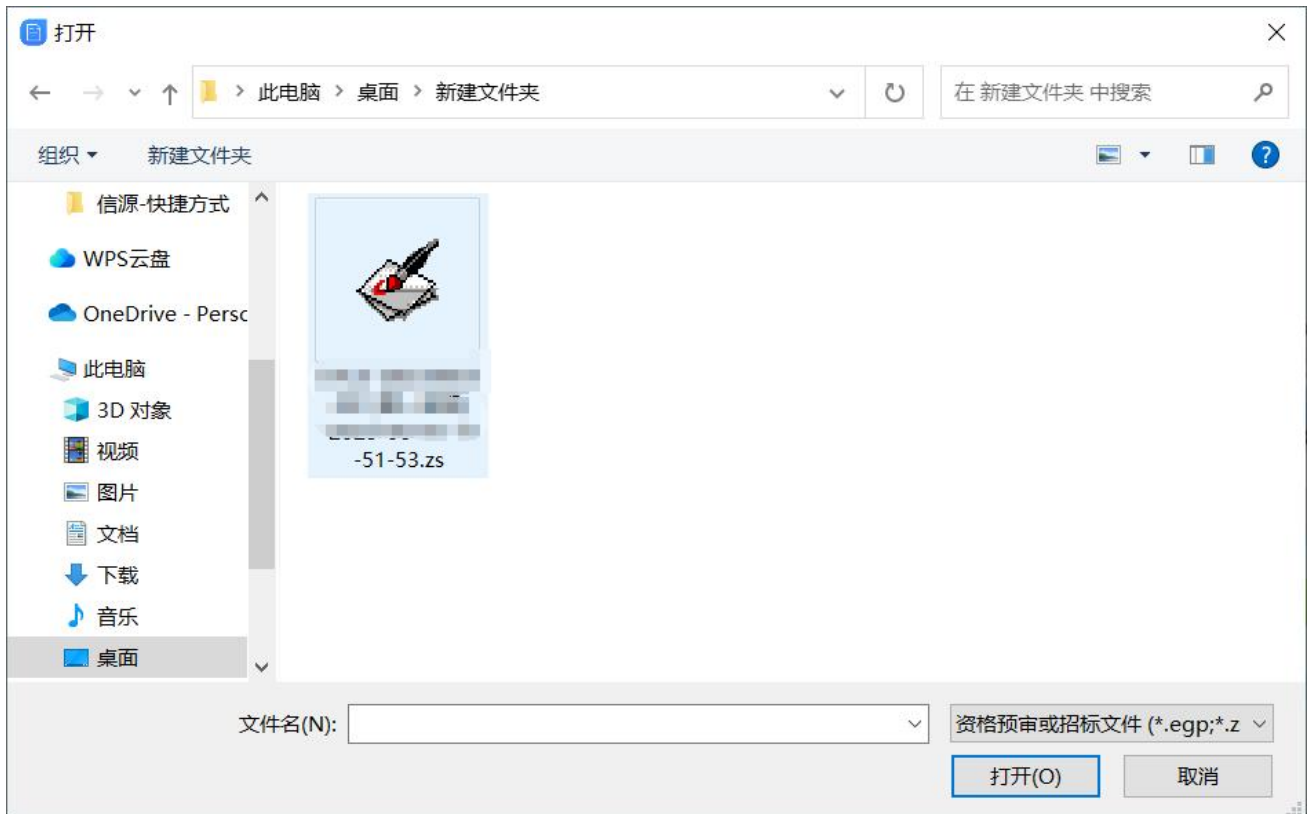 打开
此电脑 > 桌面 > 新建文件夹
在 新建文件夹 中搜索
组织
新建文件夹
?
信源-快捷方式
WPS云盘
OneDrive - Perso
此电脑
3D 对象
视频
图片
文档
下载
音乐
桌面
-51-53.zs
文件名(N):
资格预审或招标文件 (*.egp;*.z
打开(O)
取消